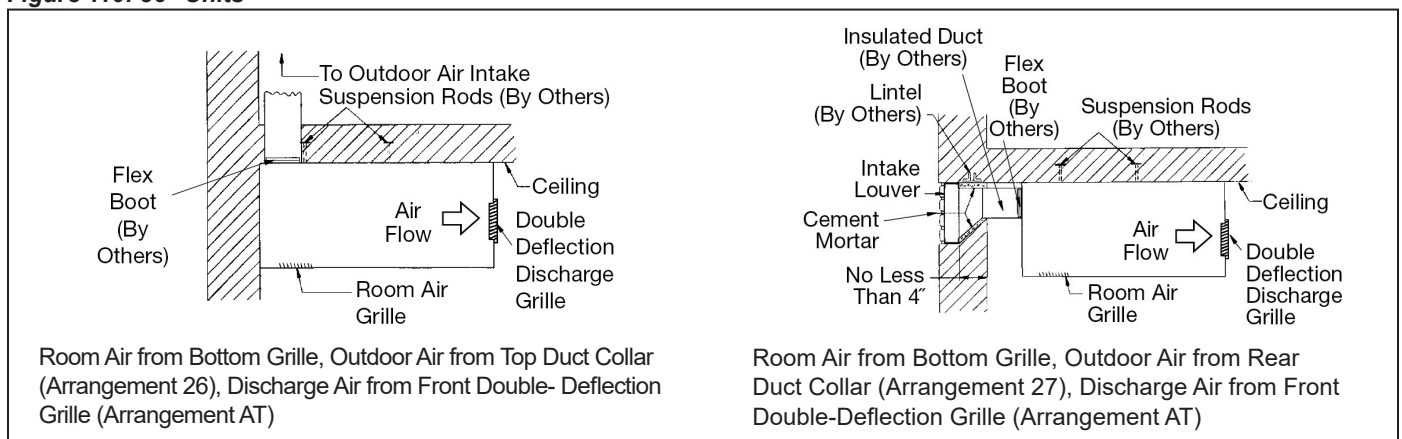 To Outdoor Air Intake
Suspension Rods (By Others)
Flex
Boot
(By
Others)
Ceiling
Air
Flow
Double
Deflection
Discharge
Grille
Room Air
Grille
Room Air from Bottom Grille, Outdoor Air from Top Duct Collar
(Arrangement 26), Discharge Air from Front Double- Deflection
Grille (Arrangement AT)
Insulated Duct
(By Others)
Flex
Boot
(By
Others)
Lintel
(By Others)
Suspension Rods
(By Others)
Intake
Louver
Cement
Mortar
Ceiling
Air
Flow
Double
Deflection
Discharge
Grille
No Less
Than 4″
Room Air
Grille
Room Air from Bottom Grille, Outdoor Air from Rear
Duct Collar (Arrangement 27), Discharge Air from Front
Double-Deflection Grille (Arrangement AT)